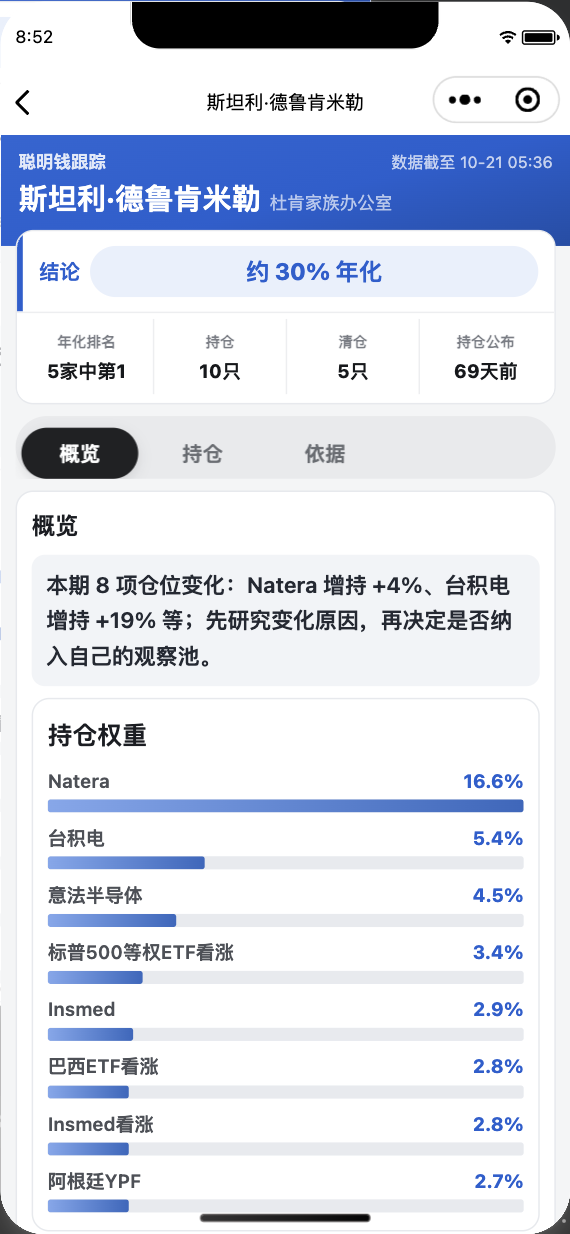 8:52
斯坦利·德鲁肯米勒
聪明钱跟踪
数据截至 10-21 05:36
斯坦利·德鲁肯米勒 杜肯家族办公室
结论
约 30% 年化
年化排名
持仓
清仓
持仓公布
5家中第1
10只
5只
69天前
概览
持仓
依据
概览
本期 8 项仓位变化：Natera 增持 +4%、台积电
增持 +19% 等；先研究变化原因，再决定是否纳
入自己的观察池。
持仓权重
Natera
16.6%
台积电
5.4%
意法半导体
4.5%
标普500等权ETF看涨
3.4%
Insmed
2.9%
巴西ETF看涨
2.8%
Insmed看涨
2.8%
阿根廷YPF
2.7%